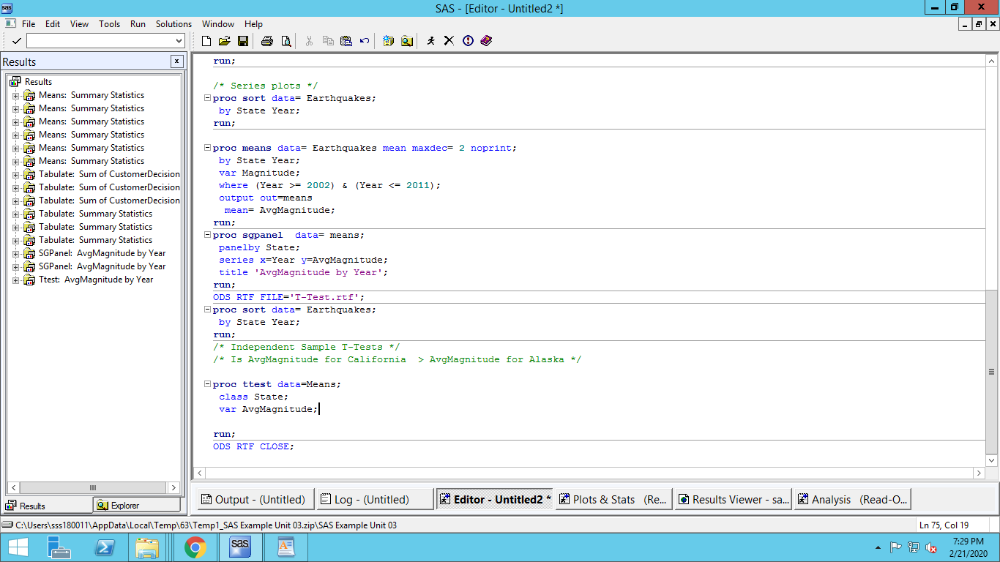 SAS - [Editor - Untitled2 *]
File Edit View Tools Run Solutions Window Help
Results
Results
Means: Summary Statistics
Means: Summary Statistics
Means: Summary Statistics
Means: Summary Statistics
Means: Summary Statistics
Means: Summary Statistics
Tabulate: Sum of CustomerDecision
Tabulate: Sum of CustomerDecision
Tabulate: Sum of CustomerDecision
Tabulate: Summary Statistics
Tabulate: Summary Statistics
Tabulate: Summary Statistics
SGPanel: AvgMagnitude by Year
SGPanel: AvgMagnitude by Year
Ttest: AvgMagnitude by Year
Results Explorer
run;
/* Series plots */
proc sort data= Earthquakes;
by State Year;
run;
proc means data= Earthquakes mean maxdec= 2 noprint;
by State Year;
var Magnitude;
where (Year >= 2002) & (Year <= 2011);
output out=means
mean= AvgMagnitude;
run;
proc sgpanel  data= means;
panelby State;
series x=Year y=AvgMagnitude;
title 'AvgMagnitude by Year';
run;
ODS RTF FILE='T-Test.rtf';
proc sort data= Earthquakes;
by State Year;
run;
/* Independent Sample T-Tests */
/* Is AvgMagnitude for California  > AvgMagnitude for Alaska */
proc ttest data=Means;
class State;
var AvgMagnitude;
run;
ODS RTF CLOSE;
Output - (Untitled) Log - (Untitled) Editor - Untitled2 * Plots & Stats (Re... Results Viewer - sa... Analysis (Read-O...
C:\Users\sss180011\AppData\Local\Temp\63\Temp1_SAS Example Unit 03.zip\SAS Example Unit 03
Ln 75, Col 19
sas
7:29 PM
2/21/2020